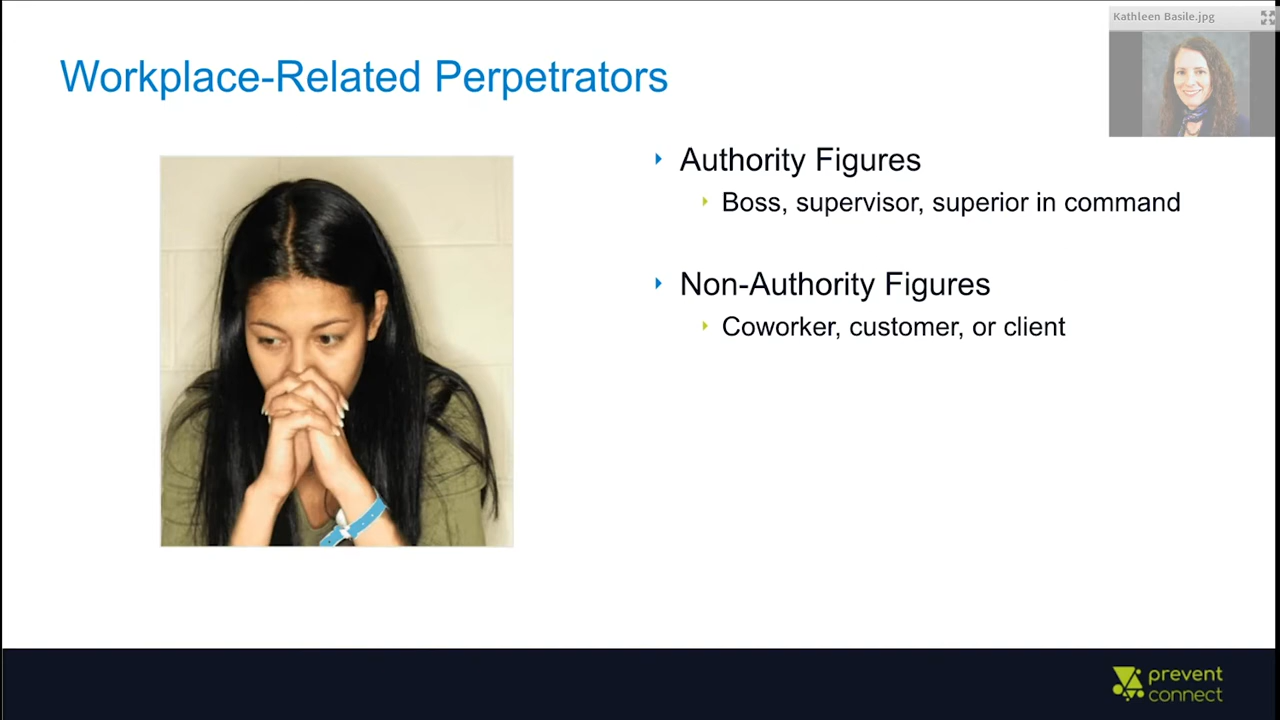 Kathleen Basile.jpg
Workplace-Related Perpetrators
Authority Figures
Boss, supervisor, superior in command
Non-Authority Figures
Coworker, customer, or client
prevent
connect